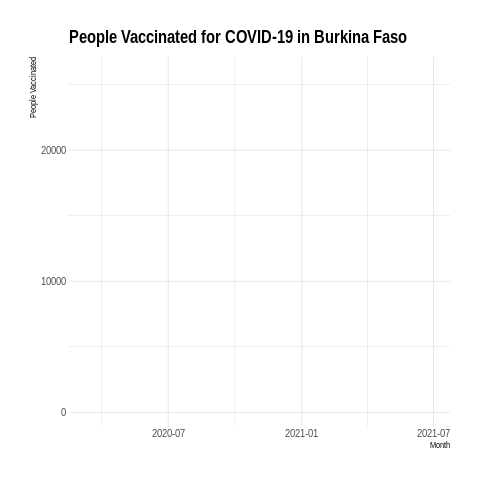 People Vaccinated for COVID-19 in Burkina Faso
People Vaccinated
20000
10000
0
2020-07
2021-01
2021-07
Month